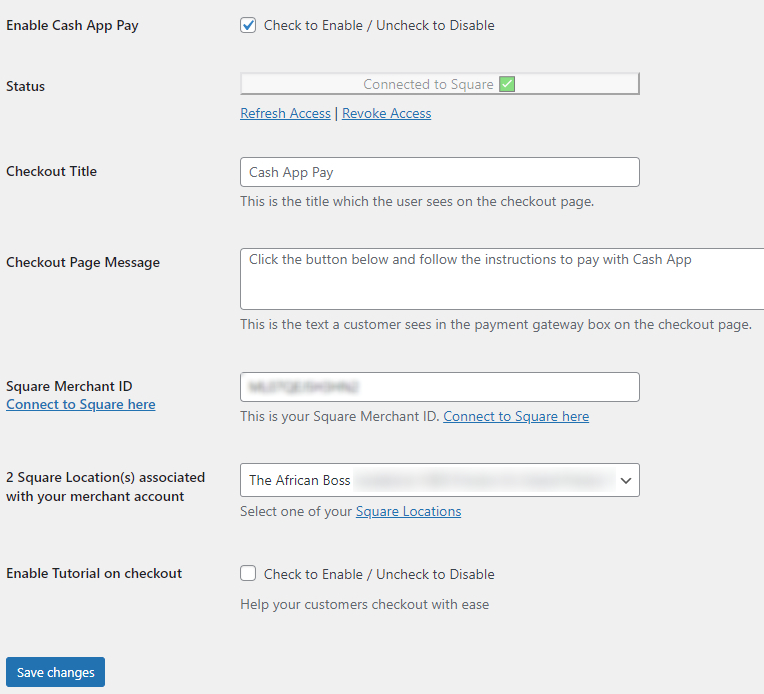 Enable Cash App Pay
Check to Enable / Uncheck to Disable
Status
Connected to Square ✅
Refresh Access | Revoke Access
Checkout Title
Cash App Pay
This is the title which the user sees on the checkout page.
Checkout Page Message
Click the button below and follow the instructions to pay with Cash App
This is the text a customer sees in the payment gateway box on the checkout page.
Square Merchant ID
Connect to Square here
This is your Square Merchant ID. Connect to Square here
2 Square Location(s) associated
with your merchant account
The African Boss
Select one of your Square Locations
Enable Tutorial on checkout
Check to Enable / Uncheck to Disable
Help your customers checkout with ease
Save changes